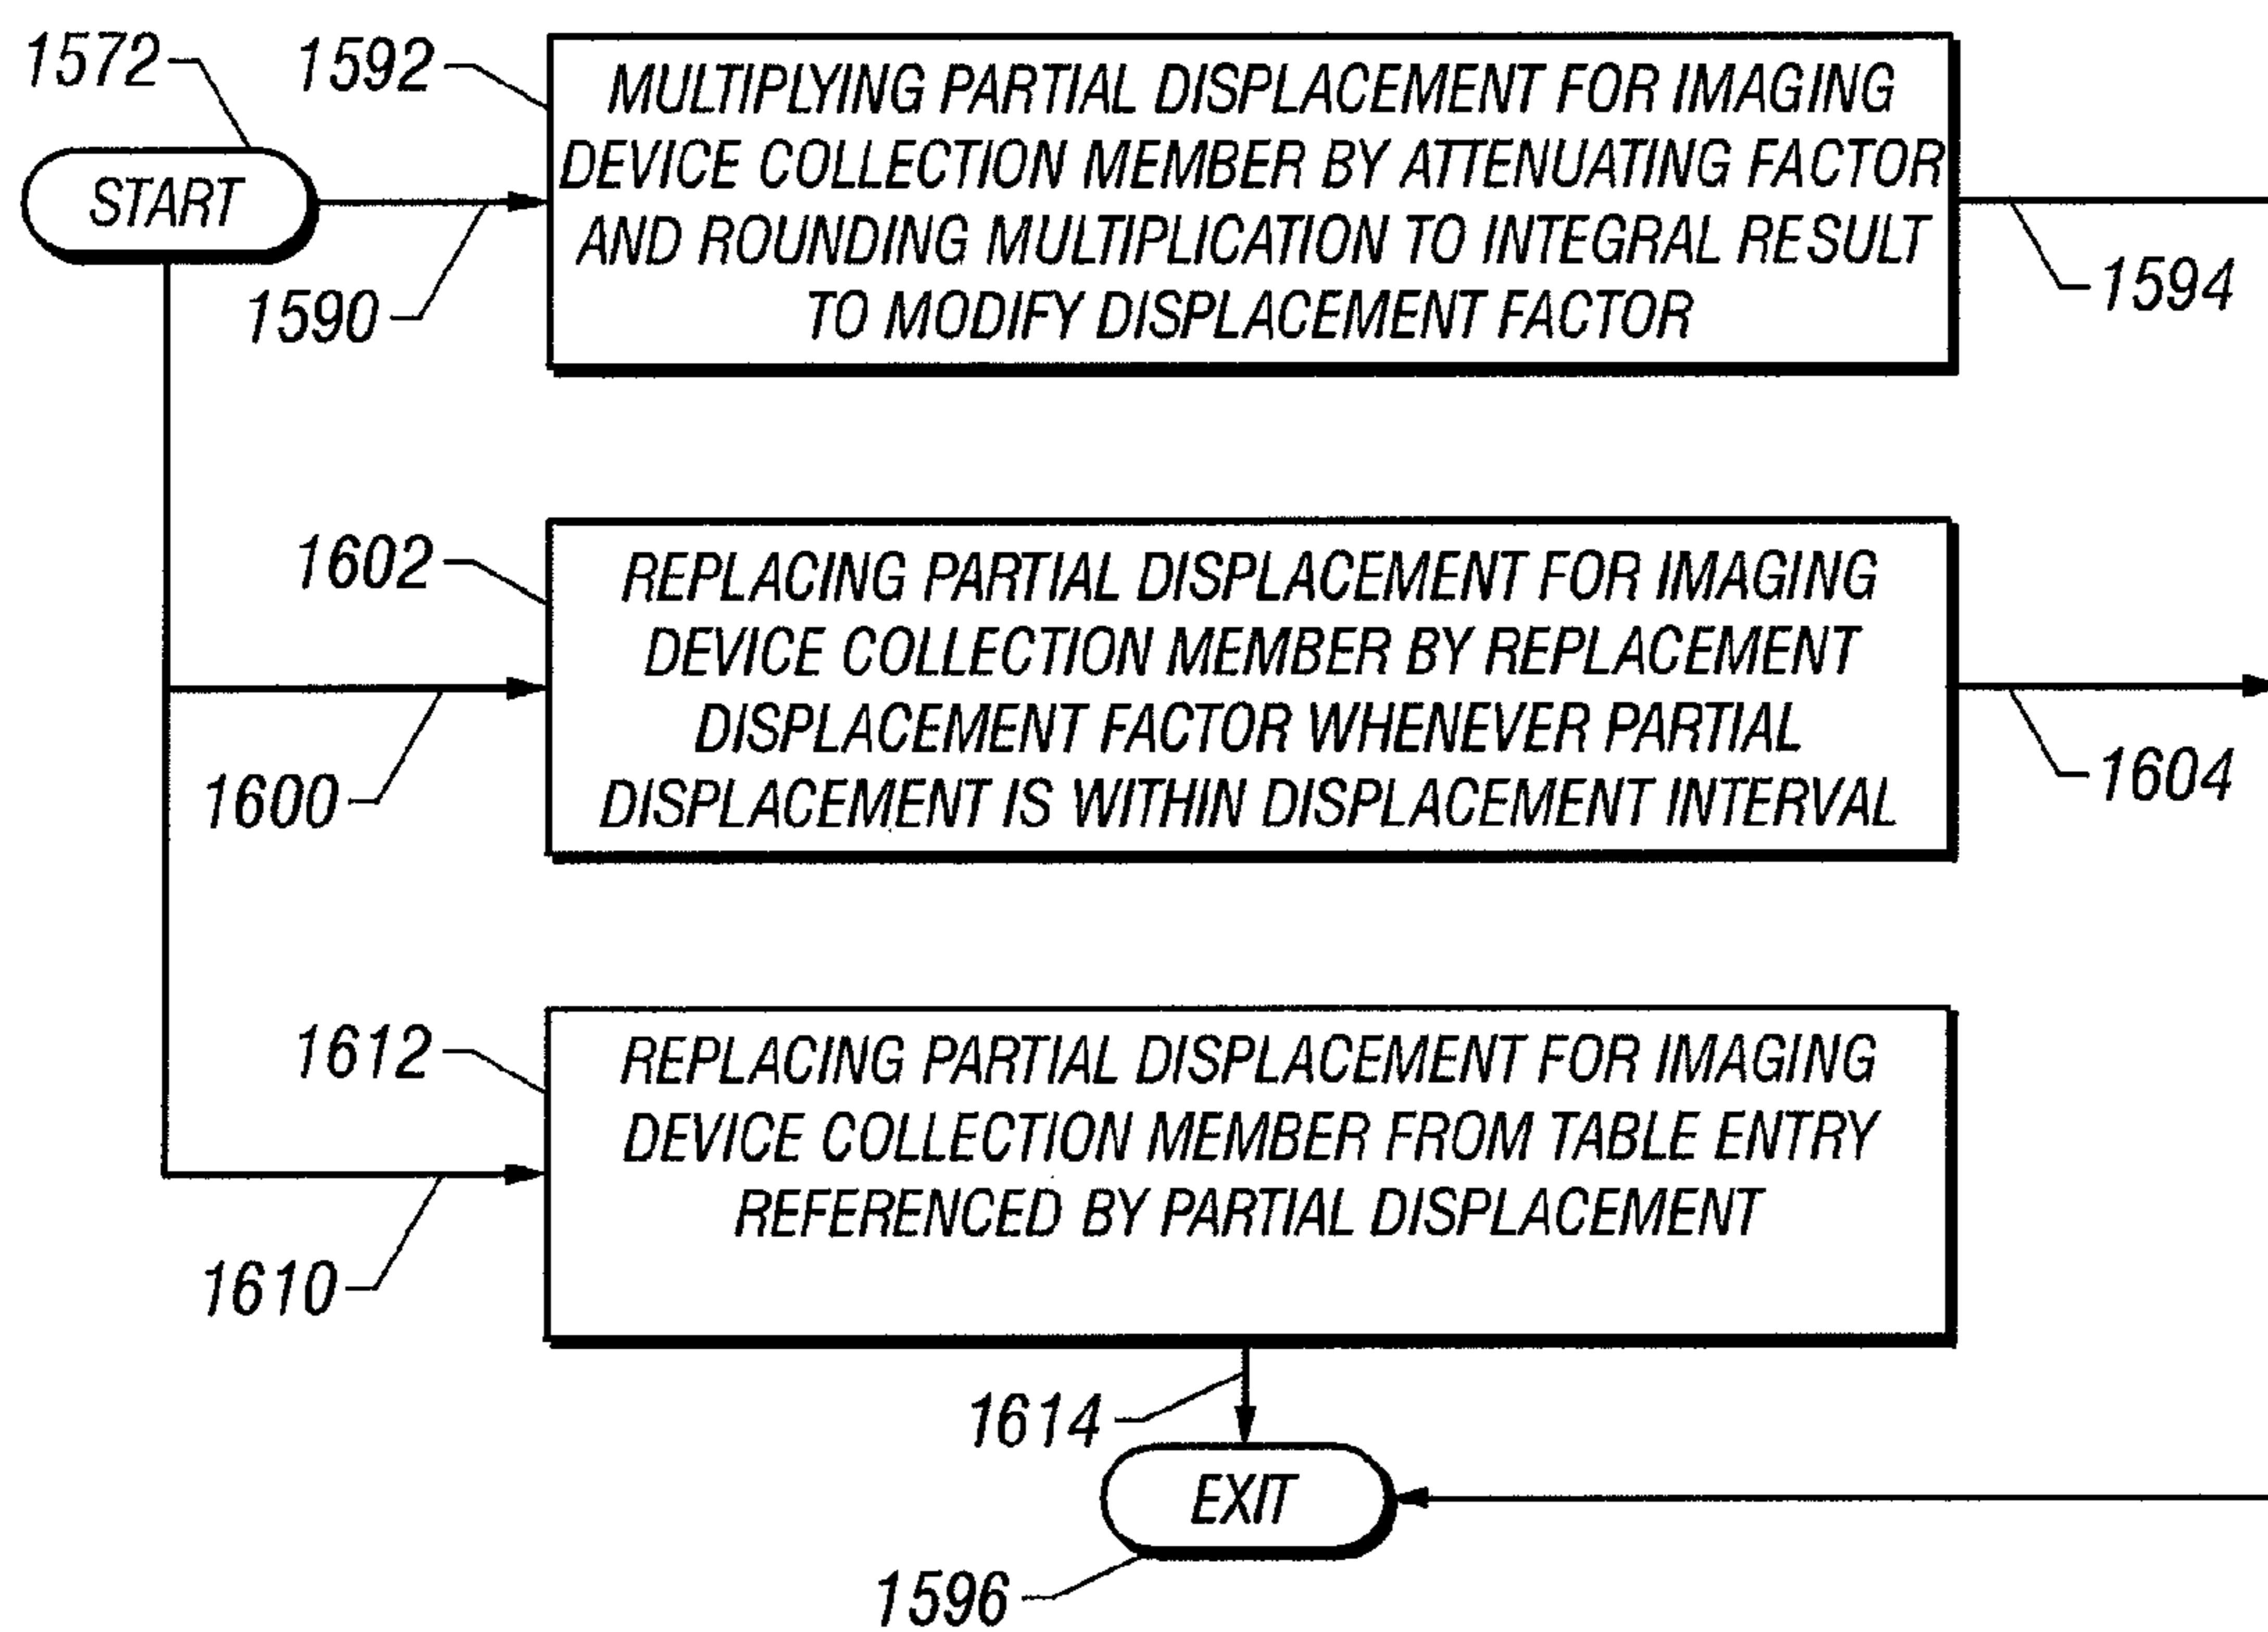 1572
1592
START
1590
MULTIPLYING PARTIAL DISPLACEMENT FOR IMAGING
DEVICE COLLECTION MEMBER BY ATTENUATING FACTOR
AND ROUNDING MULTIPLICATION TO INTEGRAL RESULT
TO MODIFY DISPLACEMENT FACTOR
1594
1602
1600
REPLACING PARTIAL DISPLACEMENT FOR IMAGING
DEVICE COLLECTION MEMBER BY REPLACEMENT
DISPLACEMENT FACTOR WHENEVER PARTIAL
DISPLACEMENT IS WITHIN DISPLACEMENT INTERVAL
1604
1612
1610
REPLACING PARTIAL DISPLACEMENT FOR IMAGING
DEVICE COLLECTION MEMBER FROM TABLE ENTRY
REFERENCED BY PARTIAL DISPLACEMENT
1614
EXIT
1596